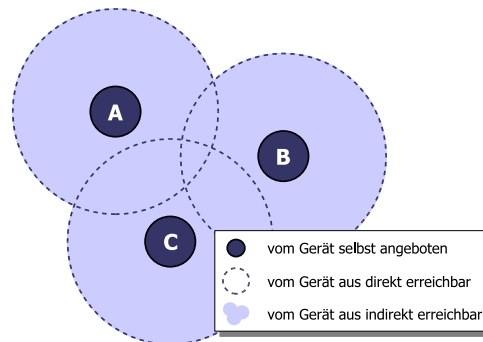 A
B
C
vom Gerät selbst angeboten
vom Gerät aus direkt erreichbar
vom Gerät aus indirekt erreichbar